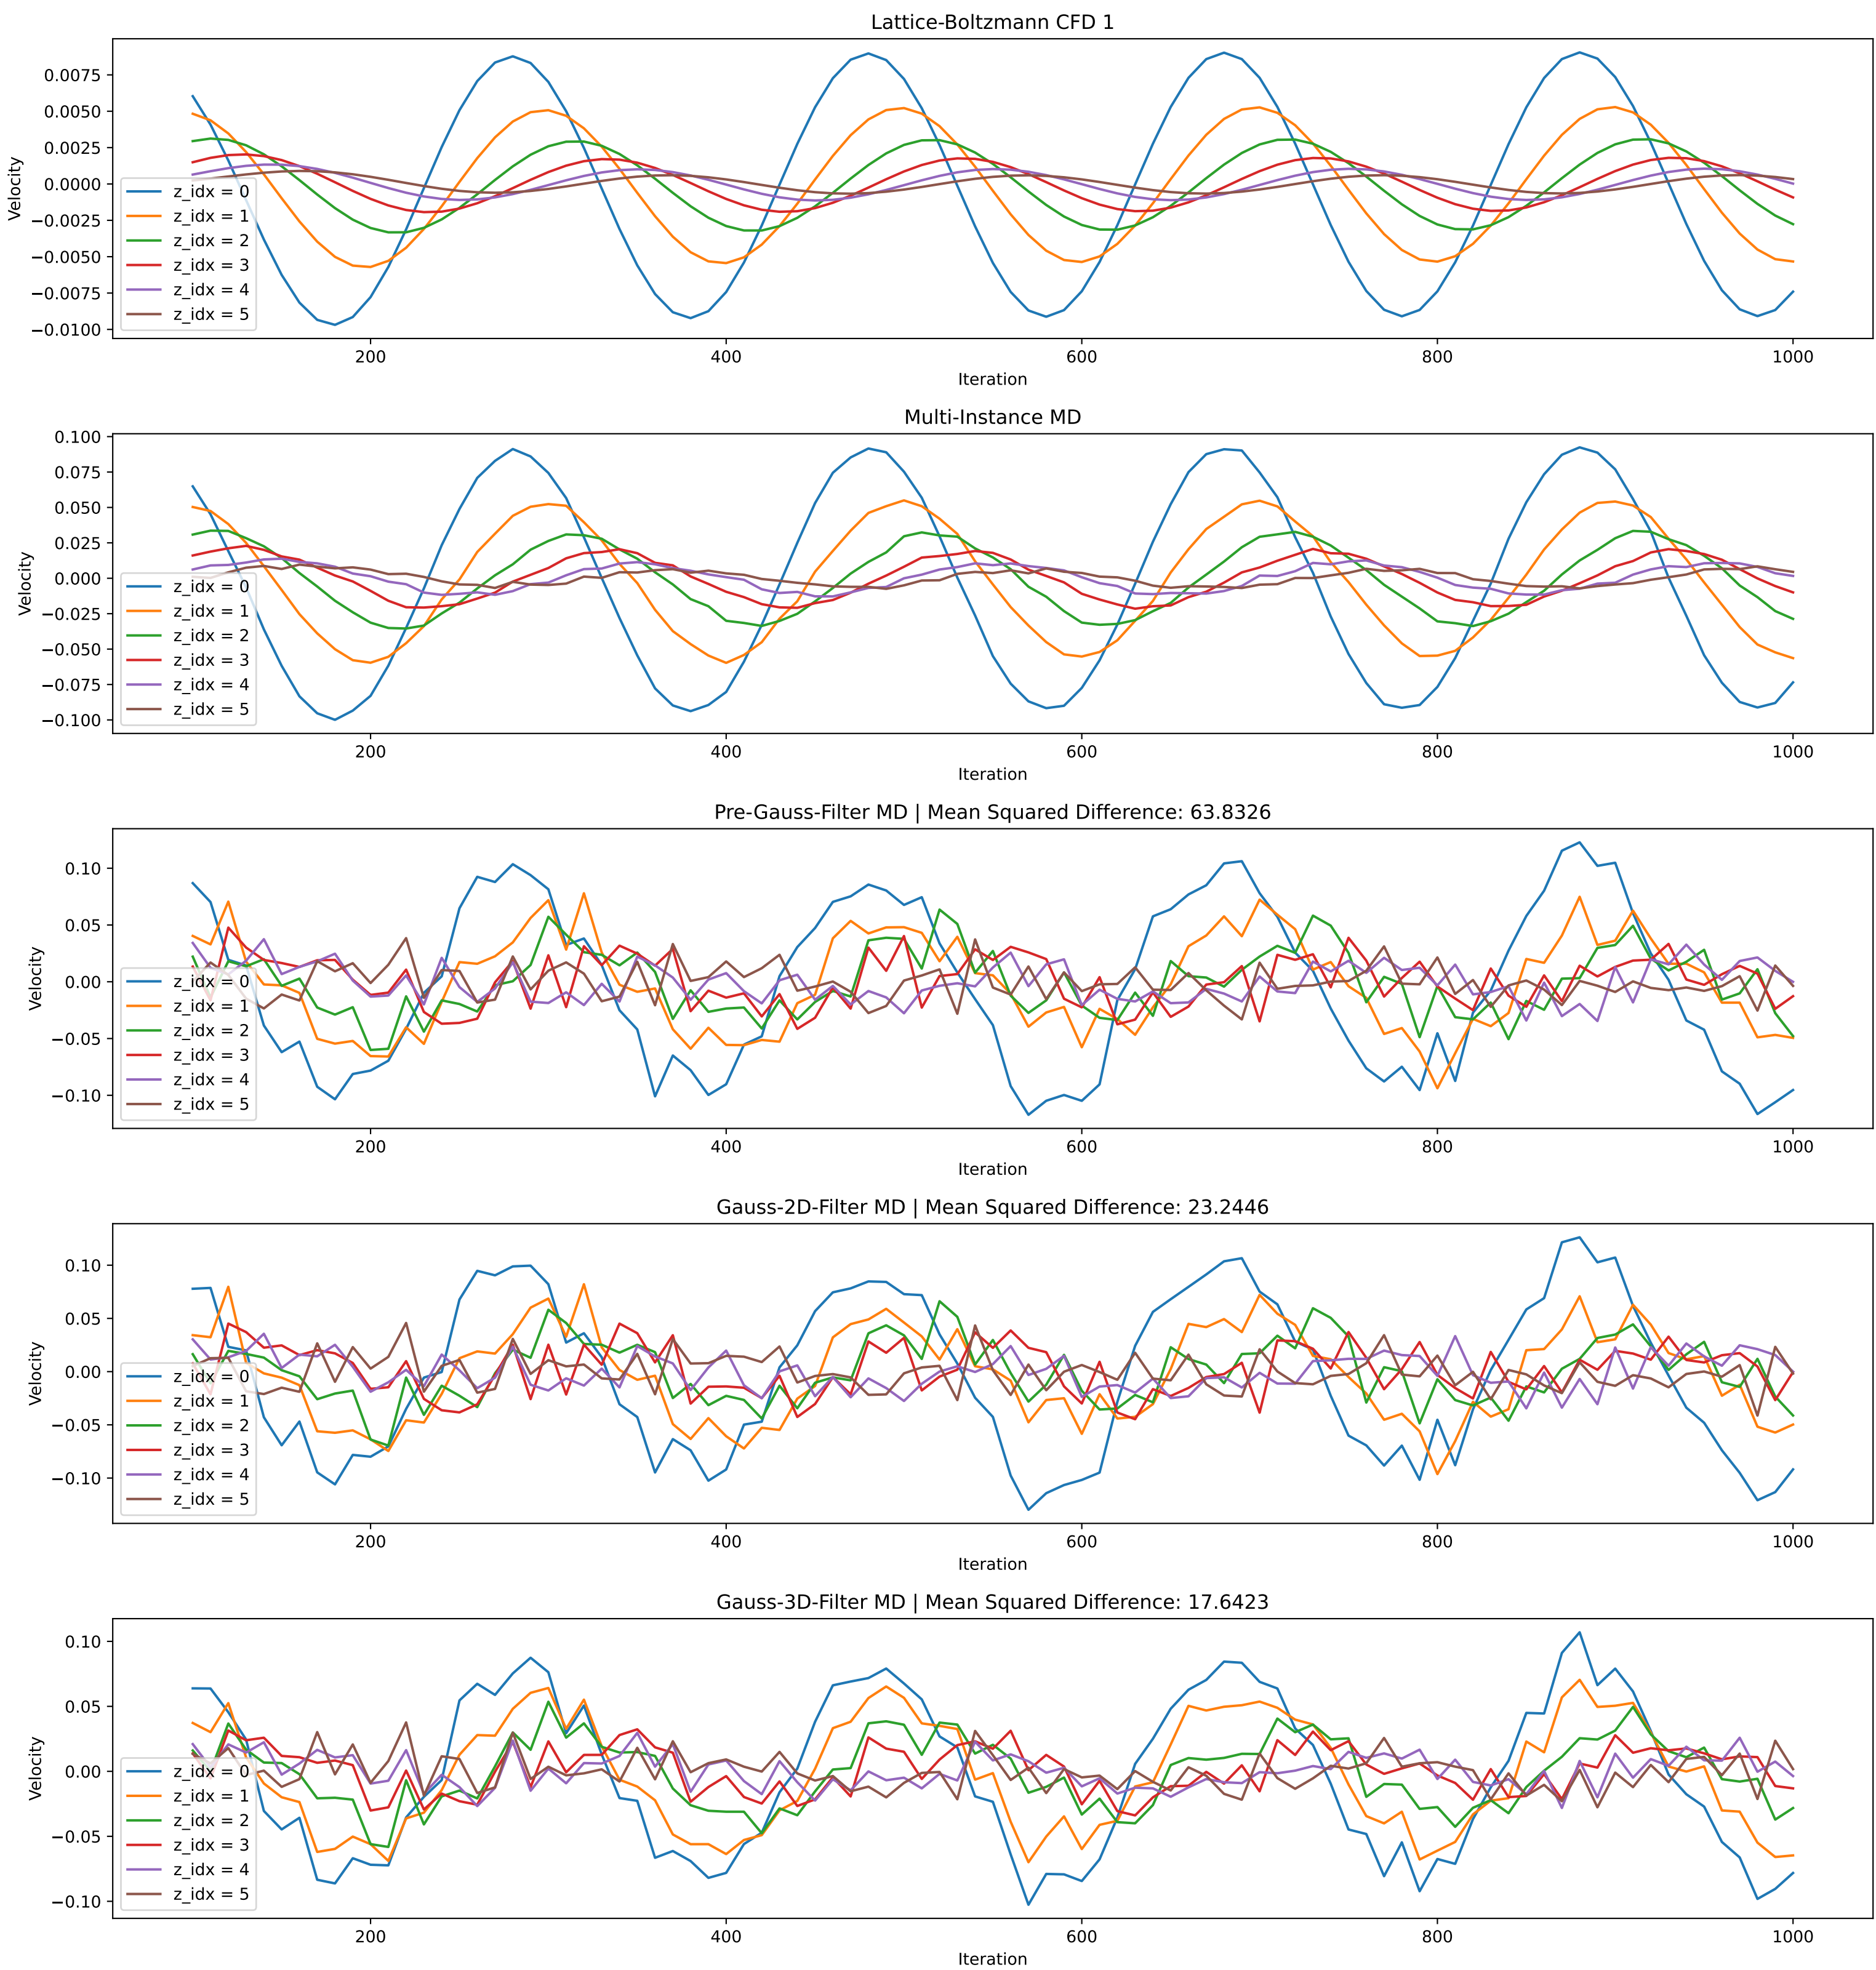 Lattice-Boltzmann CFD 1
Velocity
0.0075
0.0050
0.0025
0.0000
−0.0025
−0.0050
−0.0075
−0.0100
z_idx = 0
z_idx = 1
z_idx = 2
z_idx = 3
z_idx = 4
z_idx = 5
200 400 600 800 1000
Iteration
Multi-Instance MD
Velocity
0.100
0.075
0.050
0.025
0.000
−0.025
−0.050
−0.075
−0.100
z_idx = 0
z_idx = 1
z_idx = 2
z_idx = 3
z_idx = 4
z_idx = 5
200 400 600 800 1000
Iteration
Pre-Gauss-Filter MD | Mean Squared Difference: 63.8326
Velocity
0.10
0.05
0.00
−0.05
−0.10
z_idx = 0
z_idx = 1
z_idx = 2
z_idx = 3
z_idx = 4
z_idx = 5
200 400 600 800 1000
Iteration
Gauss-2D-Filter MD | Mean Squared Difference: 23.2446
Velocity
0.10
0.05
0.00
−0.05
−0.10
z_idx = 0
z_idx = 1
z_idx = 2
z_idx = 3
z_idx = 4
z_idx = 5
200 400 600 800 1000
Iteration
Gauss-3D-Filter MD | Mean Squared Difference: 17.6423
Velocity
0.10
0.05
0.00
−0.05
−0.10
z_idx = 0
z_idx = 1
z_idx = 2
z_idx = 3
z_idx = 4
z_idx = 5
200 400 600 800 1000
Iteration